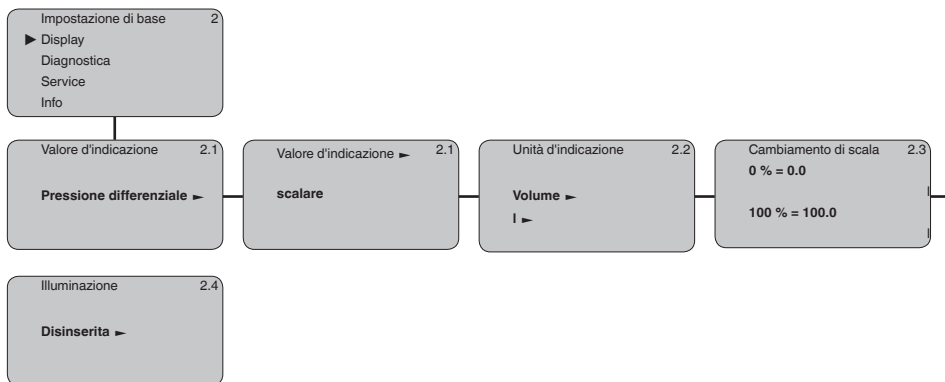 Impostazione di base 2
► Display
Diagnostica
Service
Info
Valore d'indicazione 2.1
Pressione differenziale ►
Valore d'indicazione ► 2.1
scalare
Unità d'indicazione 2.2
Volume ►
l ►
Cambiamento di scala 2.3
0 % = 0.0
l
100 % = 100.0
l
Illuminazione 2.4
Disinserita ►